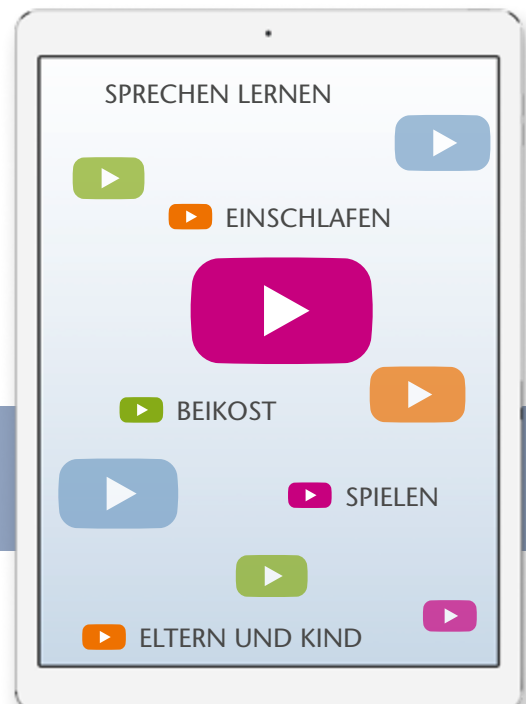 SPRECHEN LERNEN
EINSCHLAFEN
BEIKOST
SPIELEN
ELTERN UND KIND